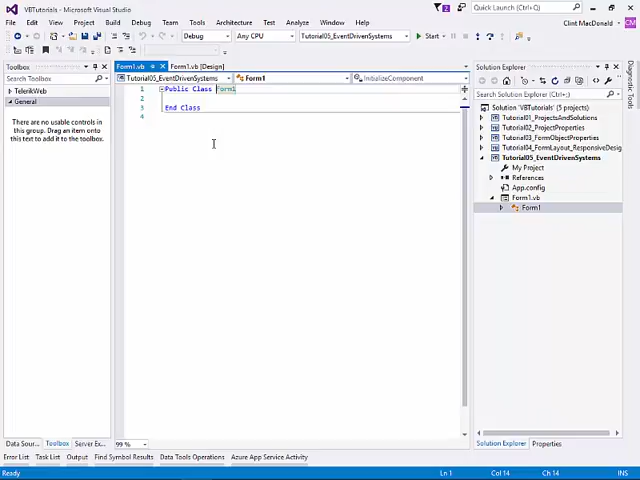 VBTutorials - Microsoft Visual Studio
2
Quick Launch (Ctrl+Q)
File Edit View Project Build Debug Team Tools Architecture Test Analyze Window Help
Clint MacDonald CM
Debug Any CPU Tutorial05_EventDrivenSystems Start
Toolbox
Search Toolbox
TelerikWeb
General
There are no usable controls in
this group. Drag an item onto
this text to add it to the toolbox.
Form1.vb Form1.vb [Design]
Tutorial05_EventDrivenSystems Form1 InitializeComponent
1 Public Class Form1
2
3 End Class
4
99 %
Solution Explorer
Search Solution Explorer (Ctrl+;)
Solution 'VBTutorials' (5 projects)
Tutorial01_ProjectsAndSolutions
Tutorial02_ProjectProperties
Tutorial03_FormObjectProperties
Tutorial04_FormLayout_ResponsiveDesig
Tutorial05_EventDrivenSystems
My Project
References
App.config
Form1.vb
Form1
Diagnostic Tools
Data Sour... Toolbox Server Ex...
Solution Explorer Properties
Error List Task List Output Find Symbol Results Data Tools Operations Azure App Service Activity
Ready Ln 1 Col 14 Ch 14 INS